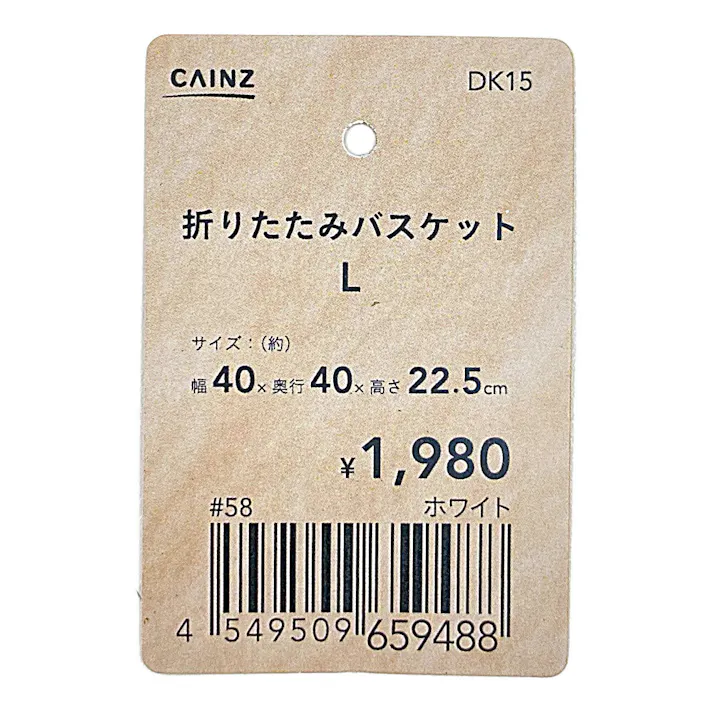 CAINZ DK15
折りたたみバスケット
L
サイズ：（約）
幅40×奥行40×高さ22.5cm
¥1,980
#58 ホワイト
4 549509 659488